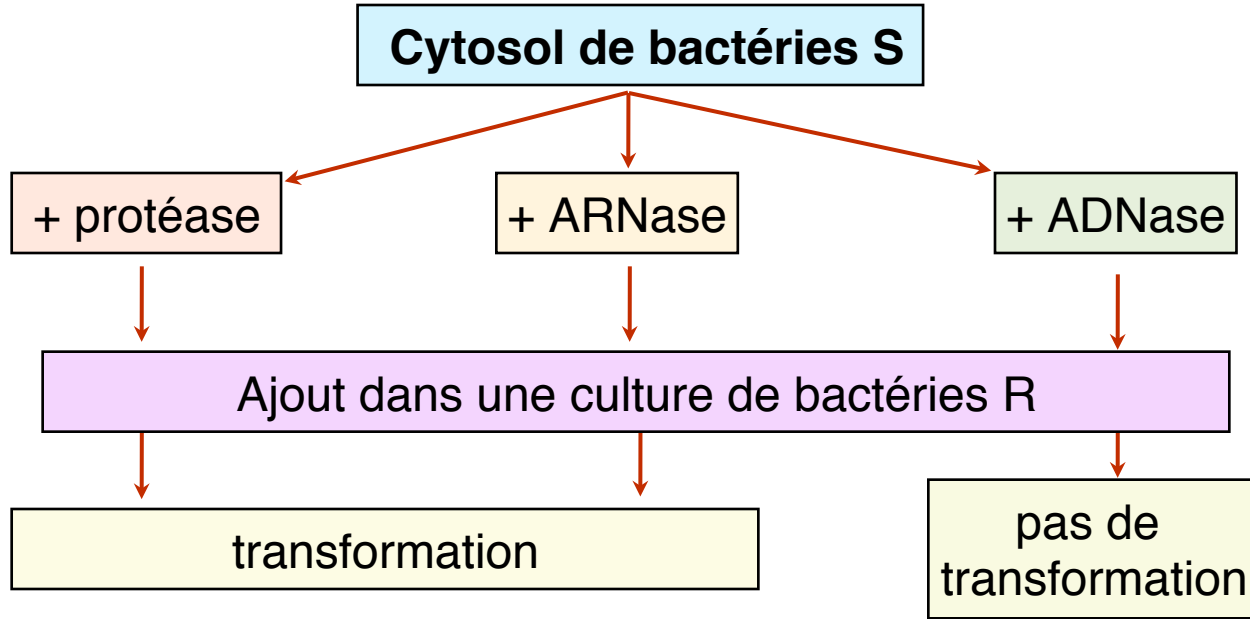 Cytosol de bactéries S
+ protéase
+ ARNase
+ ADNase
Ajout dans une culture de bactéries R
transformation
pas de
transformation